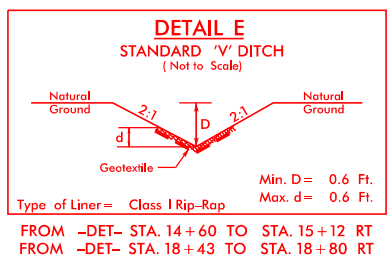 DETAIL E
STANDARD 'V' DITCH
( Not to Scale)
Natural
Ground
2:1
D
2:1
Natural
Ground
d
Geotextile
Min. D= 0.6 Ft.
Max. d= 0.6 Ft.
Type of Liner= Class I Rip-Rap
FROM -DET- STA. 14+60 TO STA. 15+12 RT
FROM -DET- STA. 18+43 TO STA. 18+80 RT